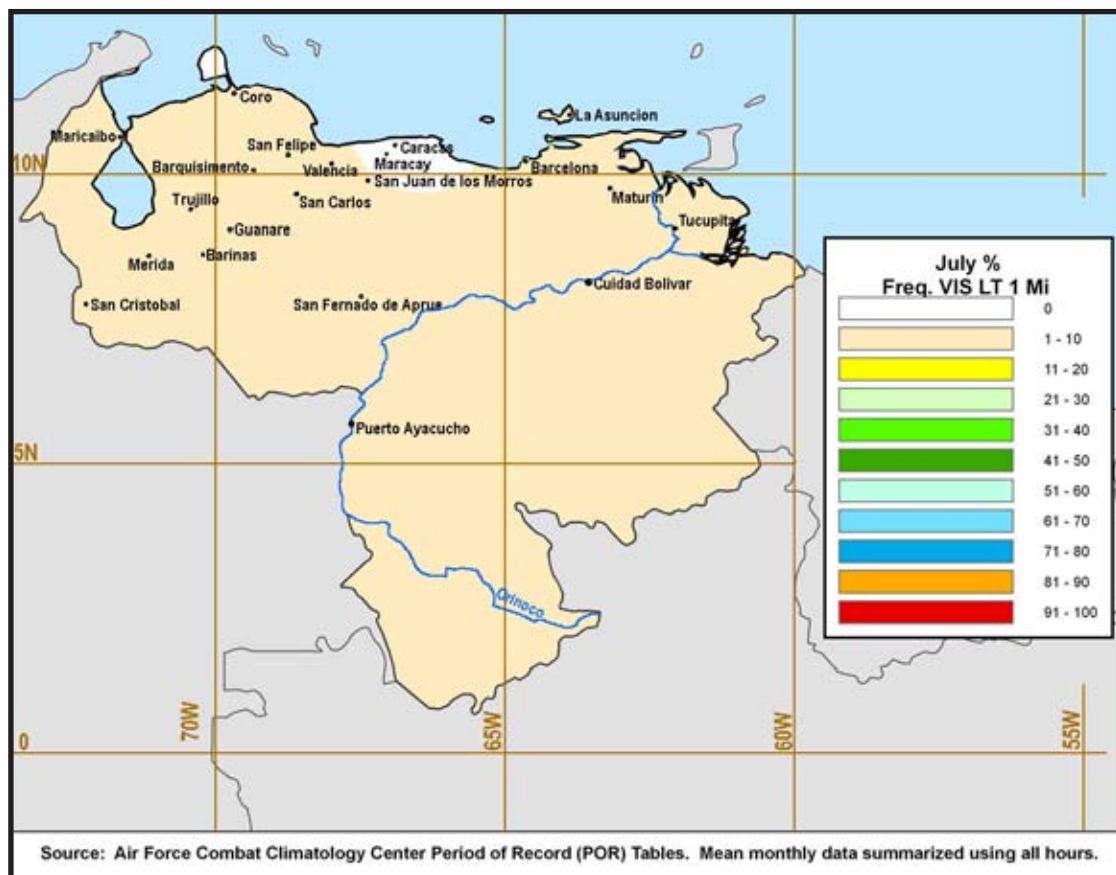 Coro
La Asuncion
Maricaibo
San Felipe
Caracas
Maracay
10N
Barquisimento
Valencia
Barcelona
San Juan de los Morros
Trujillo
San Carlos
Maturin
Guanare
Tucupita
Merida
Barinas
Cuidad Bolivar
San Cristobal
San Fernado de Aprue
Puerto Ayacucho
5N
Orinoco
70W
65W
60W
55W
0
July %
Freq. VIS LT 1 Mi
0
1 - 10
11 - 20
21 - 30
31 - 40
41 - 50
51 - 60
61 - 70
71 - 80
81 - 90
91 - 100
Source: Air Force Combat Climatology Center Period of Record (POR) Tables. Mean monthly data summarized using all hours.